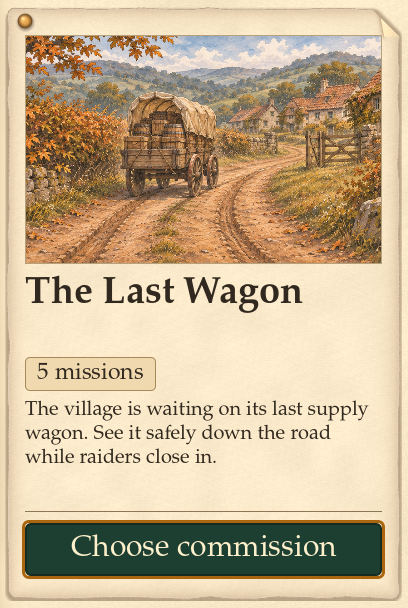 The Last Wagon
5 missions
The village is waiting on its last supply
wagon. See it safely down the road
while raiders close in.
Choose commission